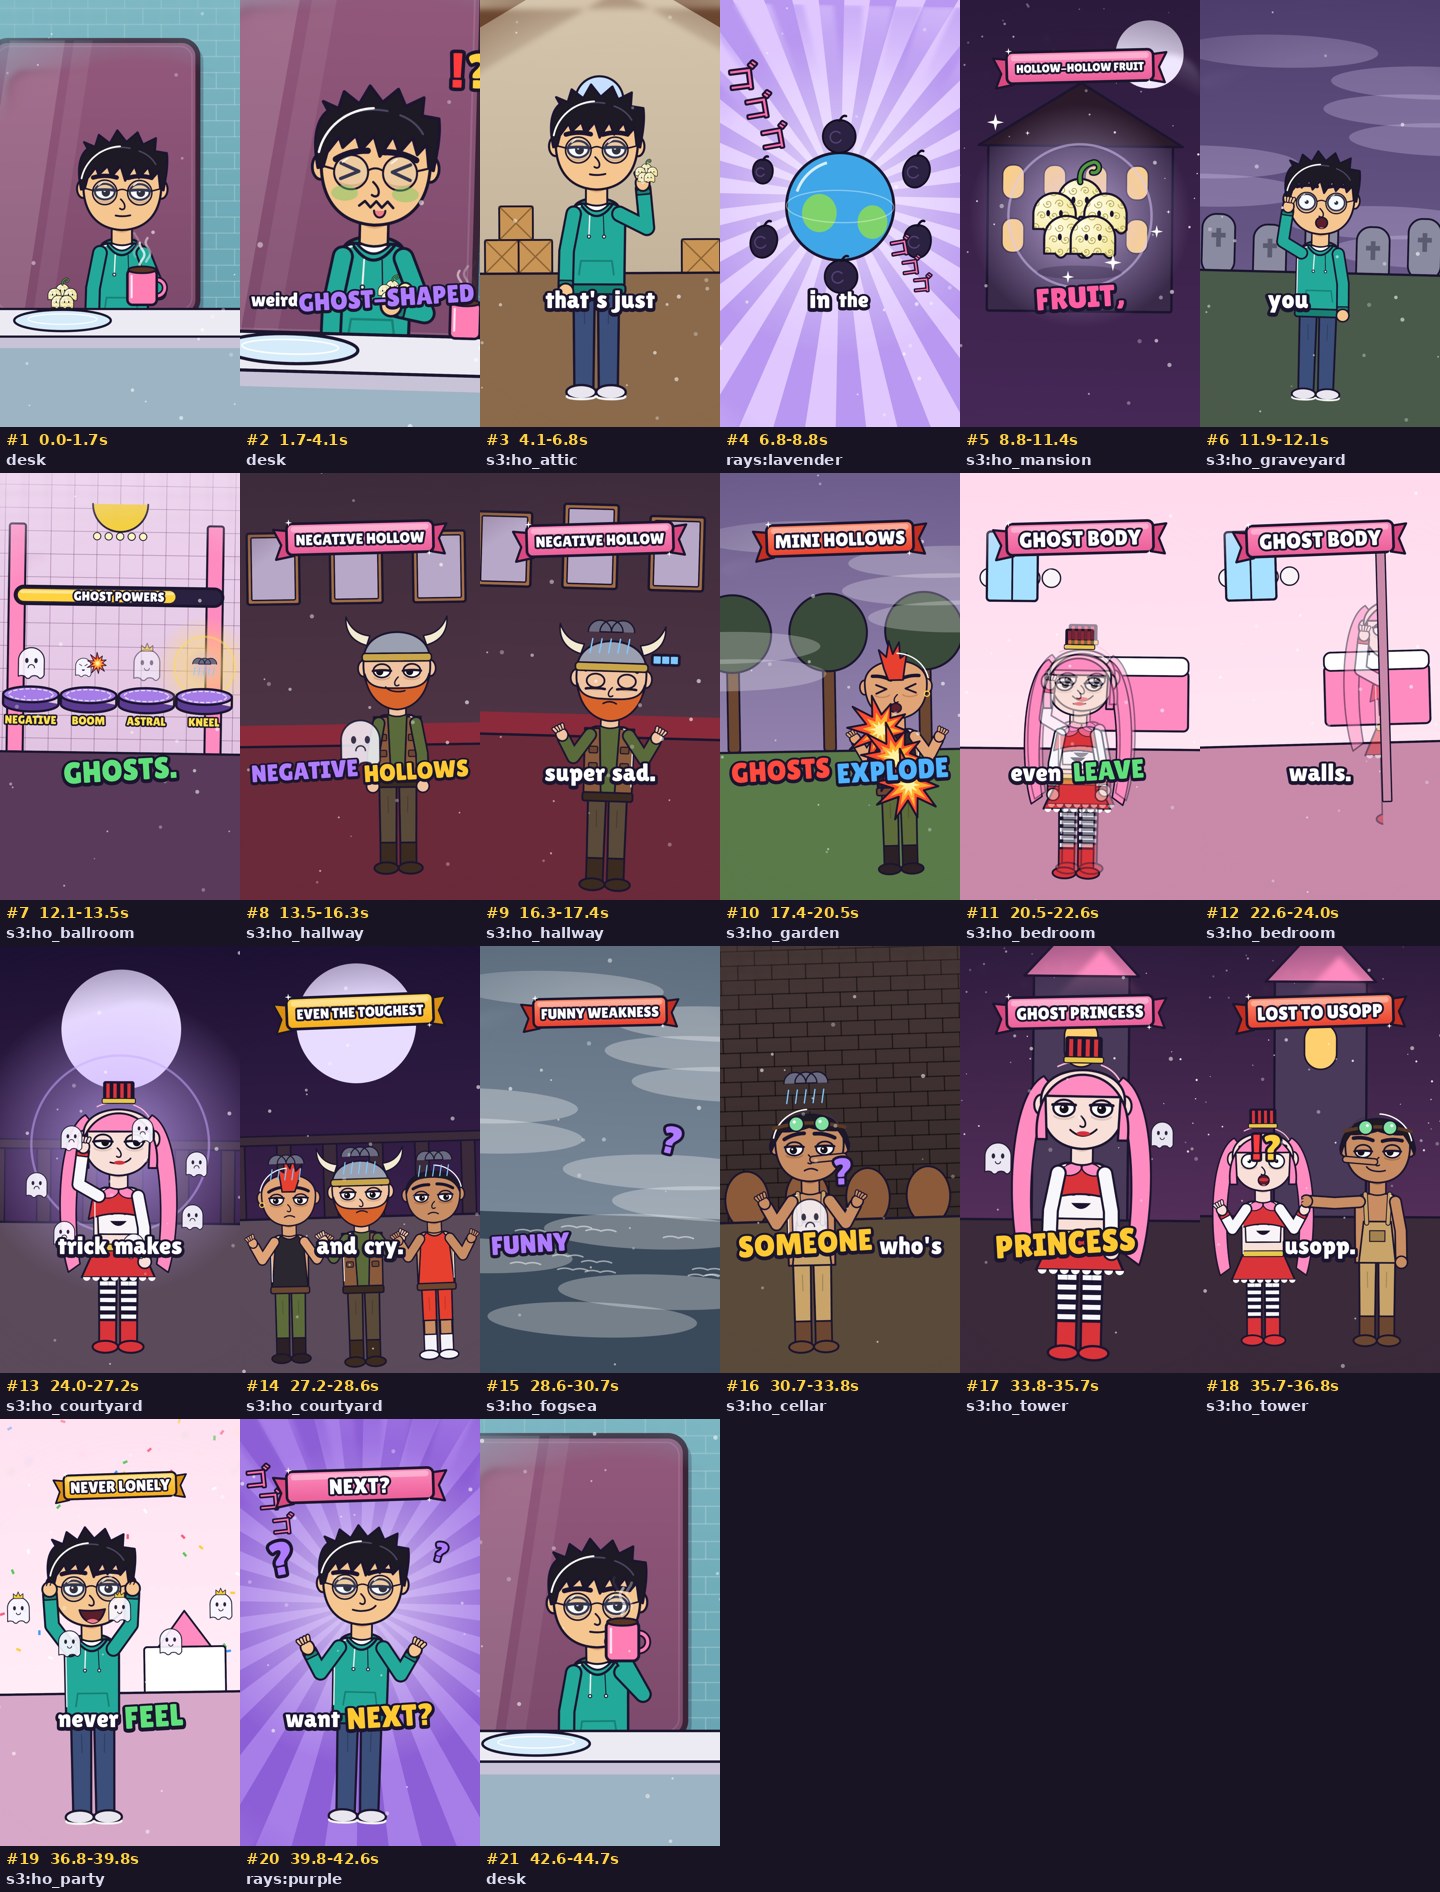 !?
weird GHOST-SHAPED
that's just
ゴゴゴゴ
in the
ゴゴゴゴ
HOLLOW-HOLLOW FRUIT
FRUIT,
you
#1 0.0-1.7s
desk
#2 1.7-4.1s
desk
#3 4.1-6.8s
s3:ho_attic
#4 6.8-8.8s
rays:lavender
#5 8.8-11.4s
s3:ho_mansion
#6 11.9-12.1s
s3:ho_graveyard
GHOST POWERS
NEGATIVE
BOOM
ASTRAL
KNEEL
GHOSTS.
NEGATIVE HOLLOW
NEGATIVE HOLLOWS
NEGATIVE HOLLOW
super sad.
MINI HOLLOWS
GHOSTS EXPLODE
GHOST BODY
even LEAVE
GHOST BODY
walls.
#7 12.1-13.5s
s3:ho_ballroom
#8 13.5-16.3s
s3:ho_hallway
#9 16.3-17.4s
s3:ho_hallway
#10 17.4-20.5s
s3:ho_garden
#11 20.5-22.6s
s3:ho_bedroom
#12 22.6-24.0s
s3:ho_bedroom
trick makes
EVEN THE TOUGHEST
and cry.
FUNNY WEAKNESS
?
FUNNY
?
SOMEONE who's
GHOST PRINCESS
PRINCESS
LOST TO USOPP
!?
usopp.
#13 24.0-27.2s
s3:ho_courtyard
#14 27.2-28.6s
s3:ho_courtyard
#15 28.6-30.7s
s3:ho_fogsea
#16 30.7-33.8s
s3:ho_cellar
#17 33.8-35.7s
s3:ho_tower
#18 35.7-36.8s
s3:ho_tower
NEVER LONELY
never FEEL
NEXT?
ゴゴゴ
?
?
want NEXT?
#19 36.8-39.8s
s3:ho_party
#20 39.8-42.6s
rays:purple
#21 42.6-44.7s
desk